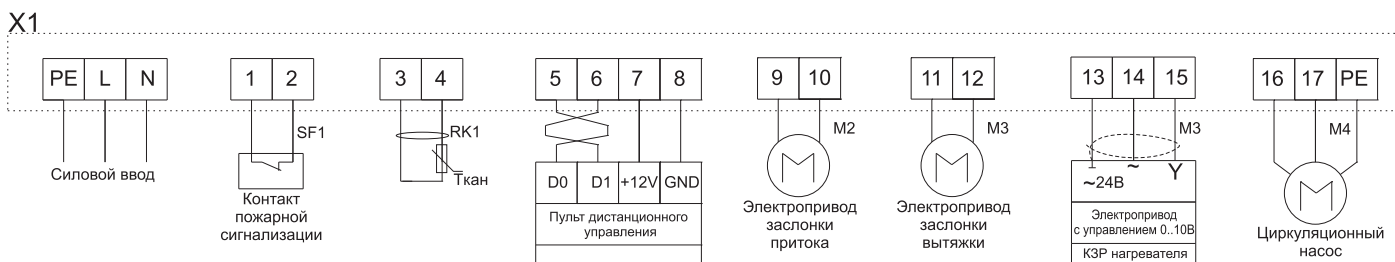 X1
PE L N
1 2
3 4
5 6 7 8
9 10
11 12
13 14 15
16 17 PE
SF1
RK1
M2
M3
M3
M4
Силовой ввод
Контакт
пожарной
сигнализации
Tкан
D0 D1 +12V GND
Пульт дистанционного
управления
M
Электропривод
заслонки
притока
M
Электропривод
заслонки
вытяжки
~24В ~ Y
Электропривод
с управлением 0..10В
КЗР нагревателя
M
Циркуляционный
насос